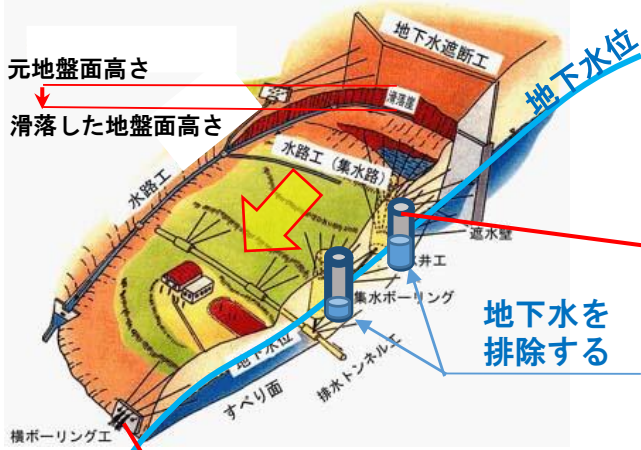 地下水遮断工
元地盤面高さ
滑落した地盤面高さ
滑落崖
地下水位
水路工（集水路）
水路工
遮水壁
井工
集水ボーリング
地下水を
排除する
地下水位
すべり面
排水トンネル工
横ボーリング工